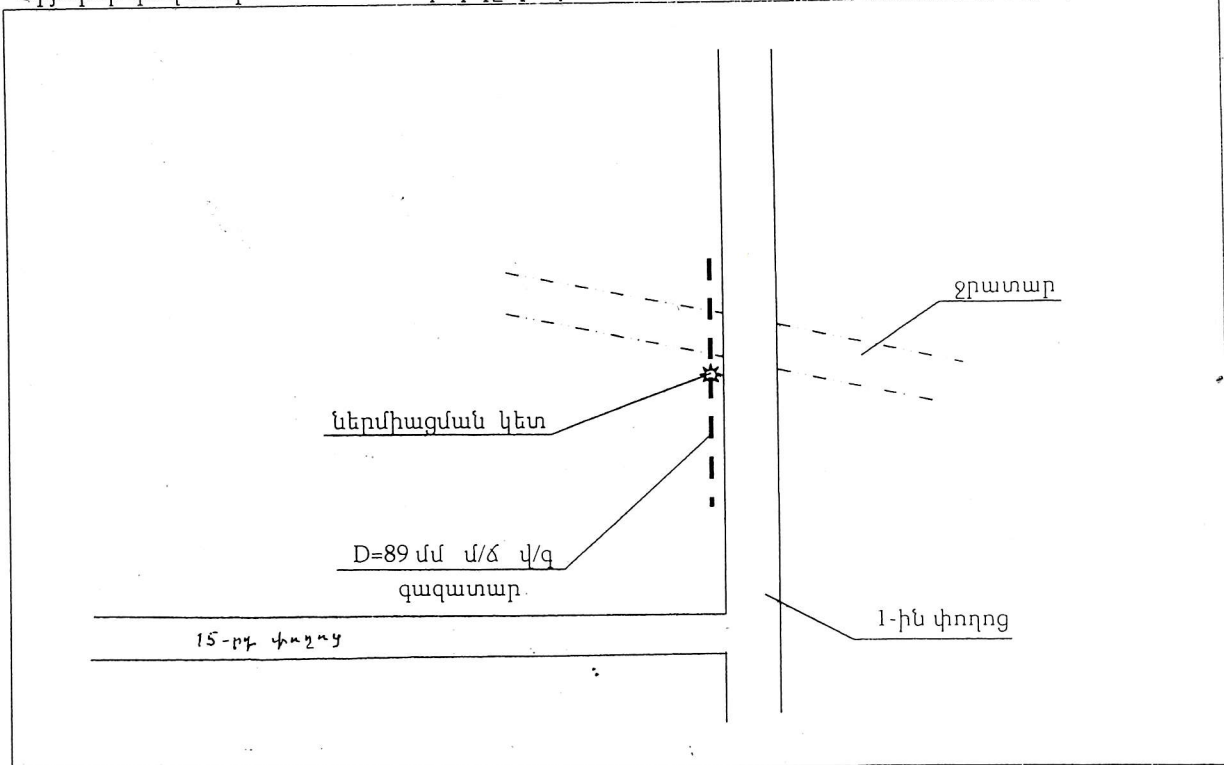 ջրատար
ներմիացման կետ
D=89 մմ մ/ճ վ/գ
գազատար
1-ին փողոց
15-րդ փողոց